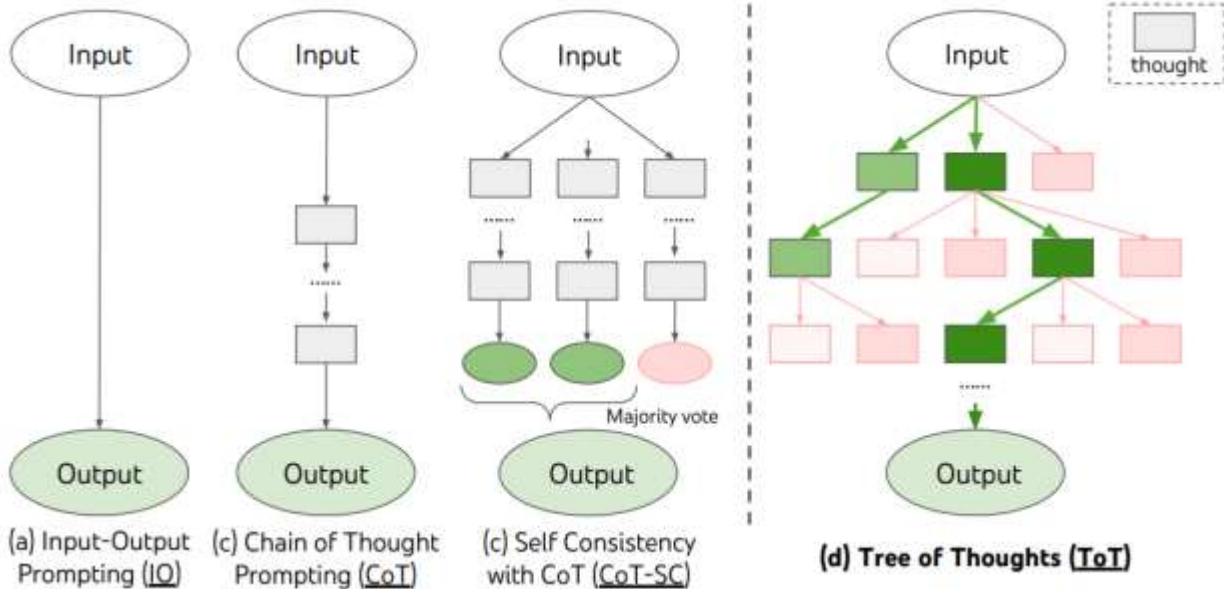 Input
Input
Input
Input
thought
......
...... ...... ......
......
Majority vote
Output
Output
Output
Output
(a) Input-Output
Prompting (IO)
(c) Chain of Thought
Prompting (CoT)
(c) Self Consistency
with CoT (CoT-SC)
(d) Tree of Thoughts (ToT)